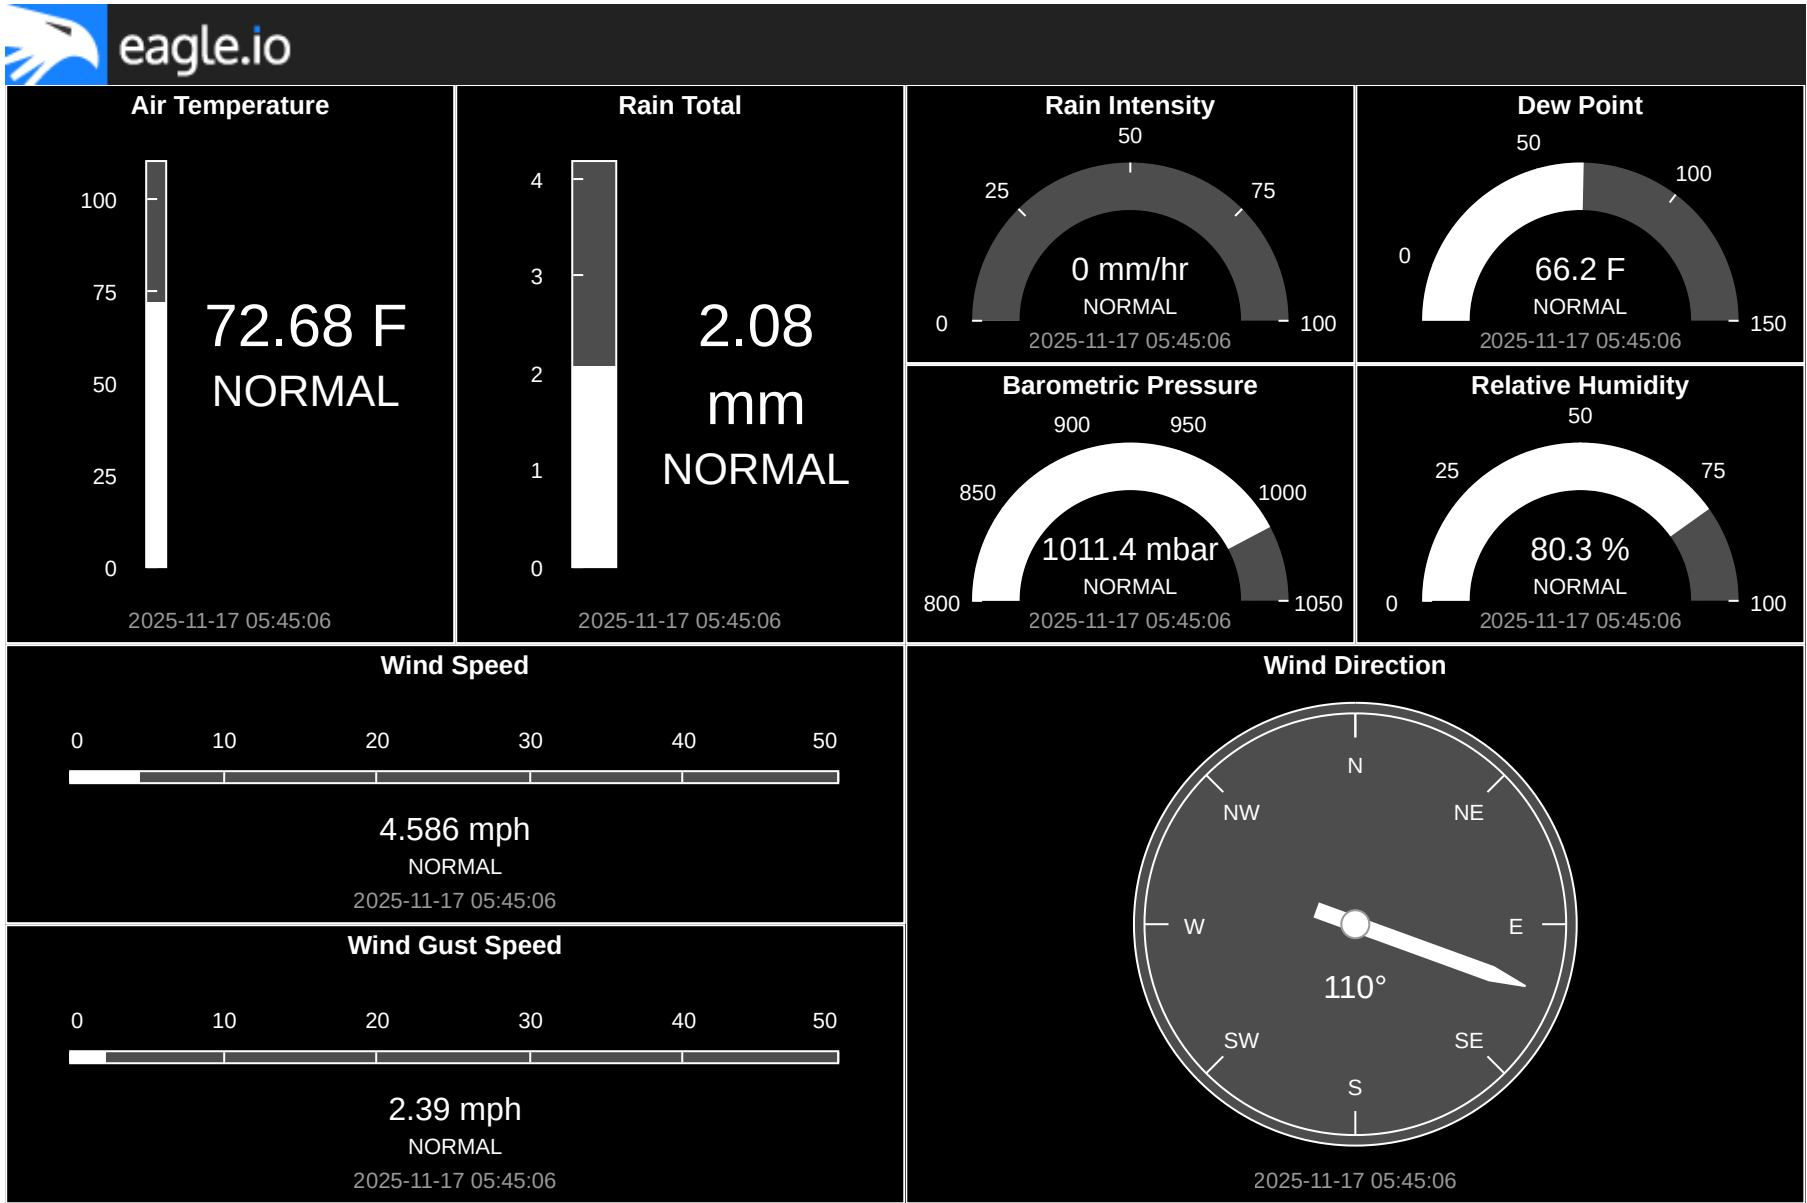 eagle.io
Air Temperature
100
75
50
25
0
72.68 F
NORMAL
2025-11-17 05:45:06
Rain Total
4
3
2
1
0
2.08
mm
NORMAL
2025-11-17 05:45:06
Rain Intensity
50
25
75
0
100
0 mm/hr
NORMAL
2025-11-17 05:45:06
Dew Point
50
100
0
150
66.2 F
NORMAL
2025-11-17 05:45:06
Barometric Pressure
900
950
850
1000
800
1050
1011.4 mbar
NORMAL
2025-11-17 05:45:06
Relative Humidity
50
25
75
0
100
80.3 %
NORMAL
2025-11-17 05:45:06
Wind Speed
0 10 20 30 40 50
4.586 mph
NORMAL
2025-11-17 05:45:06
Wind Gust Speed
0 10 20 30 40 50
2.39 mph
NORMAL
2025-11-17 05:45:06
Wind Direction
N
NW NE
W E
110°
SW SE
S
2025-11-17 05:45:06